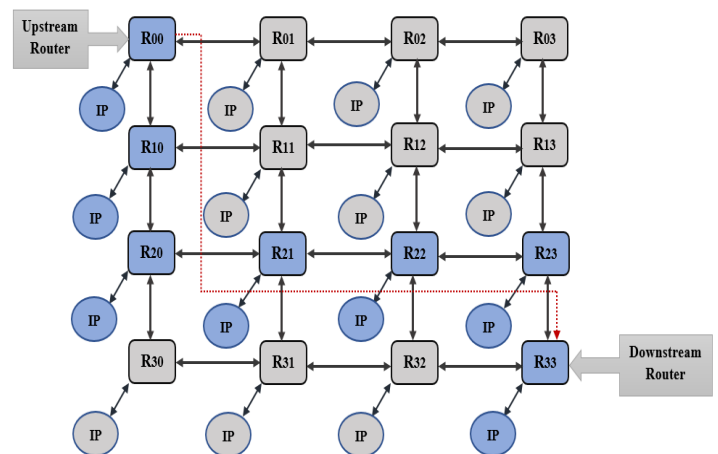 Upstream
Router
R00
R01
R02
R03
IP
IP
IP
IP
R10
R11
R12
R13
IP
IP
IP
IP
R20
R21
R22
R23
IP
IP
IP
IP
R30
R31
R32
R33
Downstream
Router
IP
IP
IP
IP